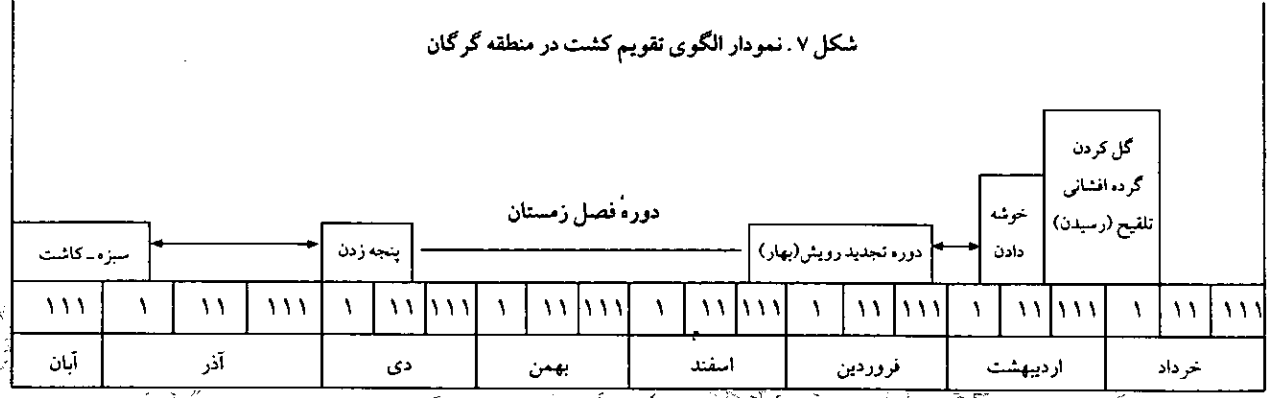 شکل ۷. نمودار الگوی تقویم کشت در منطقه گرگان
گل کردن
گرده افشانی
تلقیح (رسیدن)
خوشه
دادن
دوره فصل زمستان
دوره تجدید رویش(بهار)
پنجه زدن
سبزه ـ کاشت
۱۱۱ ۱ ۱۱ ۱۱۱ ۱ ۱۱ ۱۱۱ ۱ ۱۱ ۱۱۱ ۱ ۱۱ ۱۱۱ ۱ ۱۱ ۱۱۱ ۱ ۱۱ ۱۱۱ ۱ ۱۱ ۱۱۱
آبان آذر دی بهمن اسفند فروردین اردیبهشت خرداد